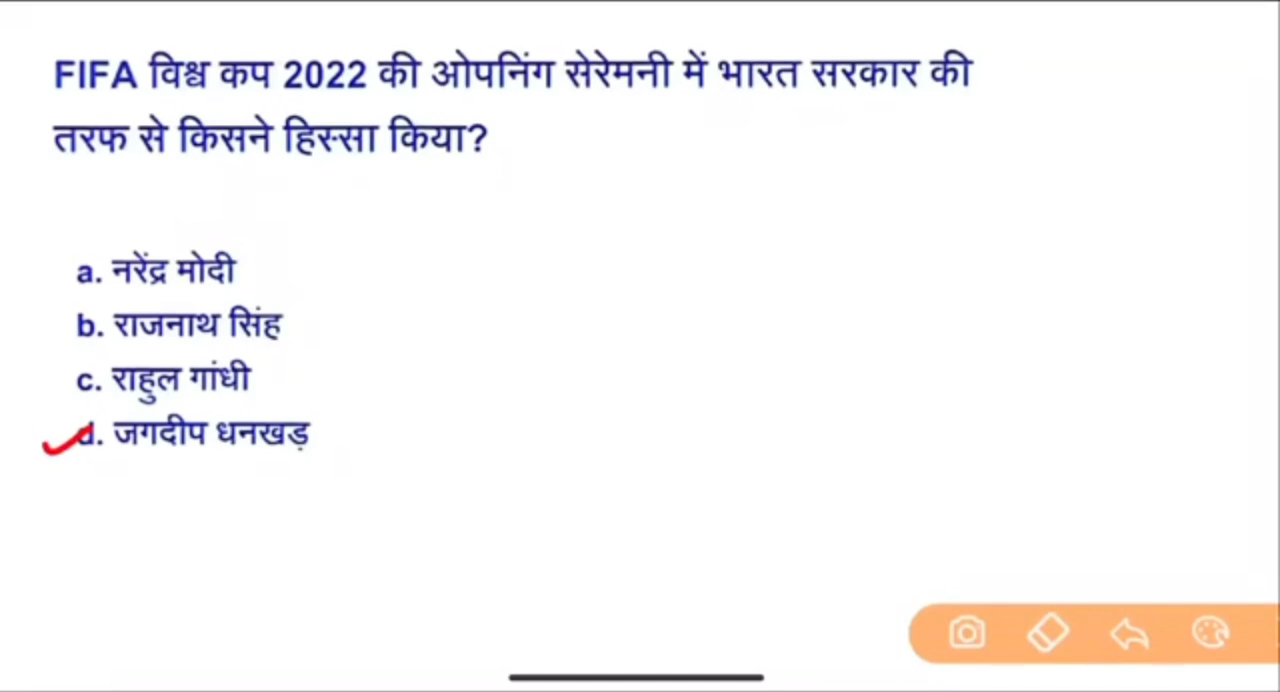 FIFA विश्व कप 2022 की ओपनिंग सेरेमनी में भारत सरकार की
तरफ से किसने हिस्सा किया?
a. नरेंद्र मोदी
b. राजनाथ सिंह
c. राहुल गांधी
d. जगदीप धनखड़